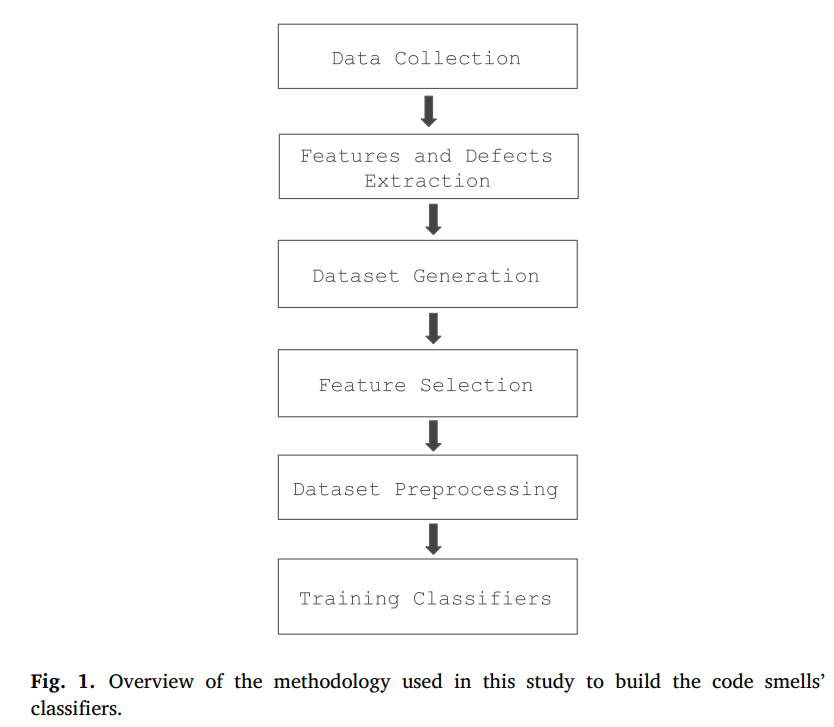 Data Collection
Features and Defects
Extraction
Dataset Generation
Feature Selection
Dataset Preprocessing
Training Classifiers
Fig. 1. Overview of the methodology used in this study to build the code smells’
classifiers.